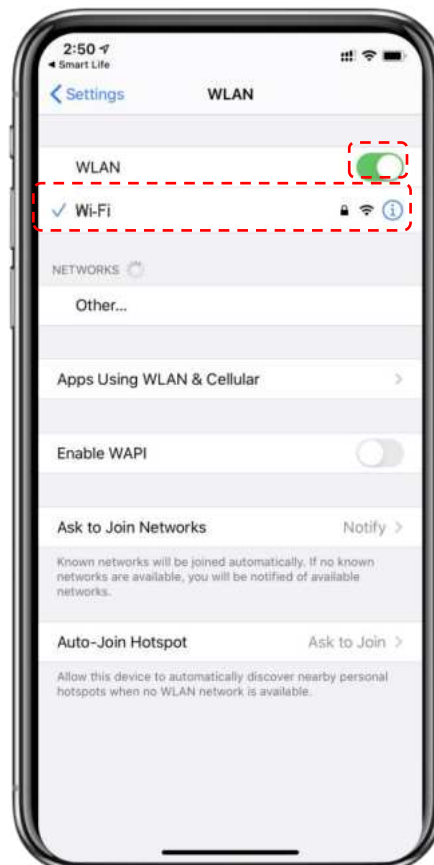 2:50
Smart Life
Settings
WLAN
WLAN
Wi-Fi
NETWORKS
Other...
Apps Using WLAN & Cellular
Enable WAPI
Ask to Join Networks Notify
Known networks will be joined automatically. If no known
networks are available, you will be notified of available
networks.
Auto-Join Hotspot Ask to Join
Allow this device to automatically discover nearby personal
hotspots when no WLAN network is available.